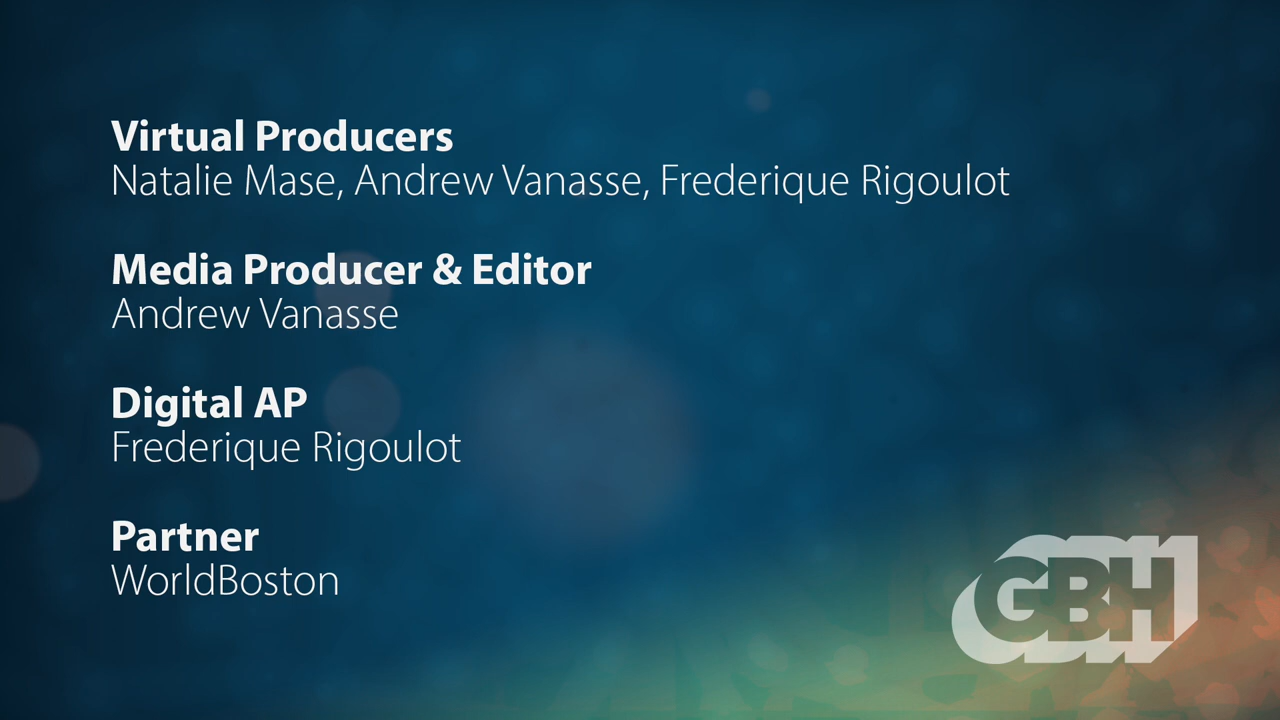 Virtual Producers
Natalie Mase, Andrew Vanasse, Frederique Rigoulot
Media Producer & Editor
Andrew Vanasse
Digital AP
Frederique Rigoulot
Partner
WorldBoston
GBH